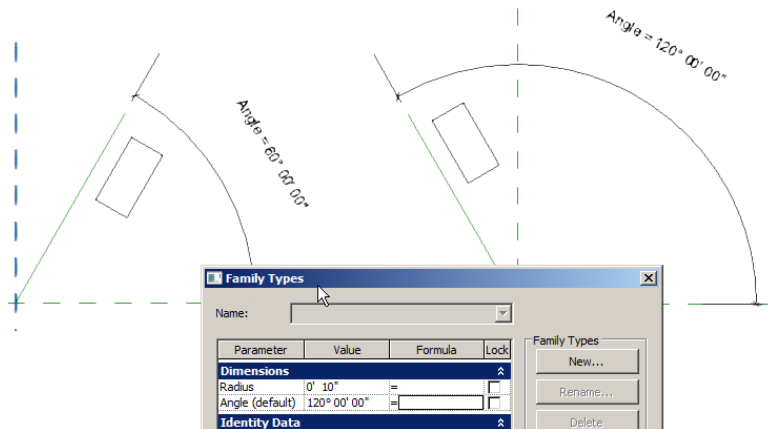 Angle = 120° 00' 00"
Angle = 60° 00' 00"
Family Types
Name:
Family Types
Parameter Value Formula Lock
New...
Dimensions
Radius 0' 10" =
Rename...
Angle (default) 120° 00' 00" =
Identity Data
Delete